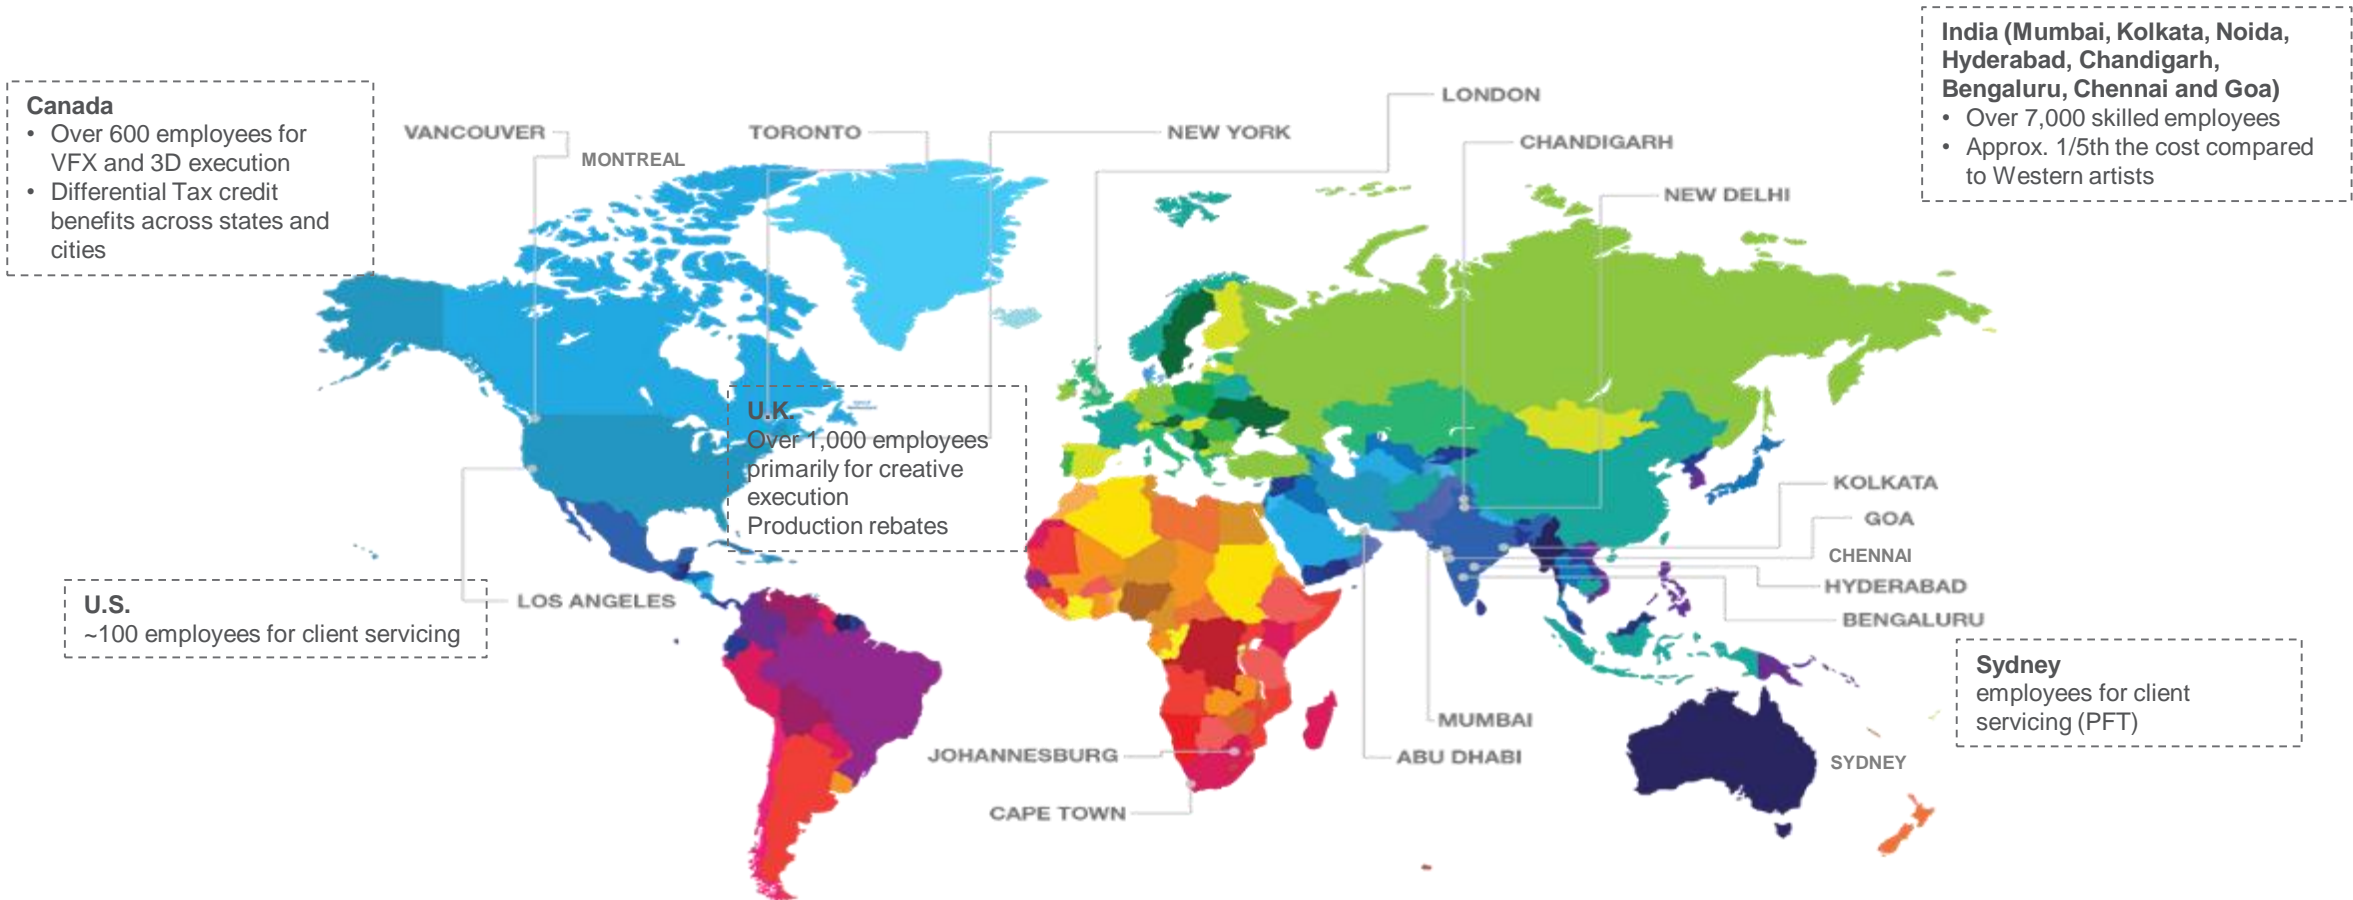 India (Mumbai, Kolkata, Noida,
Hyderabad, Chandigarh,
Bengaluru, Chennai and Goa)
• Over 7,000 skilled employees
• Approx. 1/5th the cost compared
to Western artists
Canada
• Over 600 employees for
VFX and 3D execution
• Differential Tax credit
benefits across states and
cities
VANCOUVER
MONTREAL
TORONTO
NEW YORK
LONDON
CHANDIGARH
NEW DELHI
U.K.
Over 1,000 employees
primarily for creative
execution
Production rebates
KOLKATA
GOA
CHENNAI
HYDERABAD
BENGALURU
U.S.
~100 employees for client servicing
LOS ANGELES
Sydney
employees for client
servicing (PFT)
MUMBAI
ABU DHABI
JOHANNESBURG
CAPE TOWN
SYDNEY